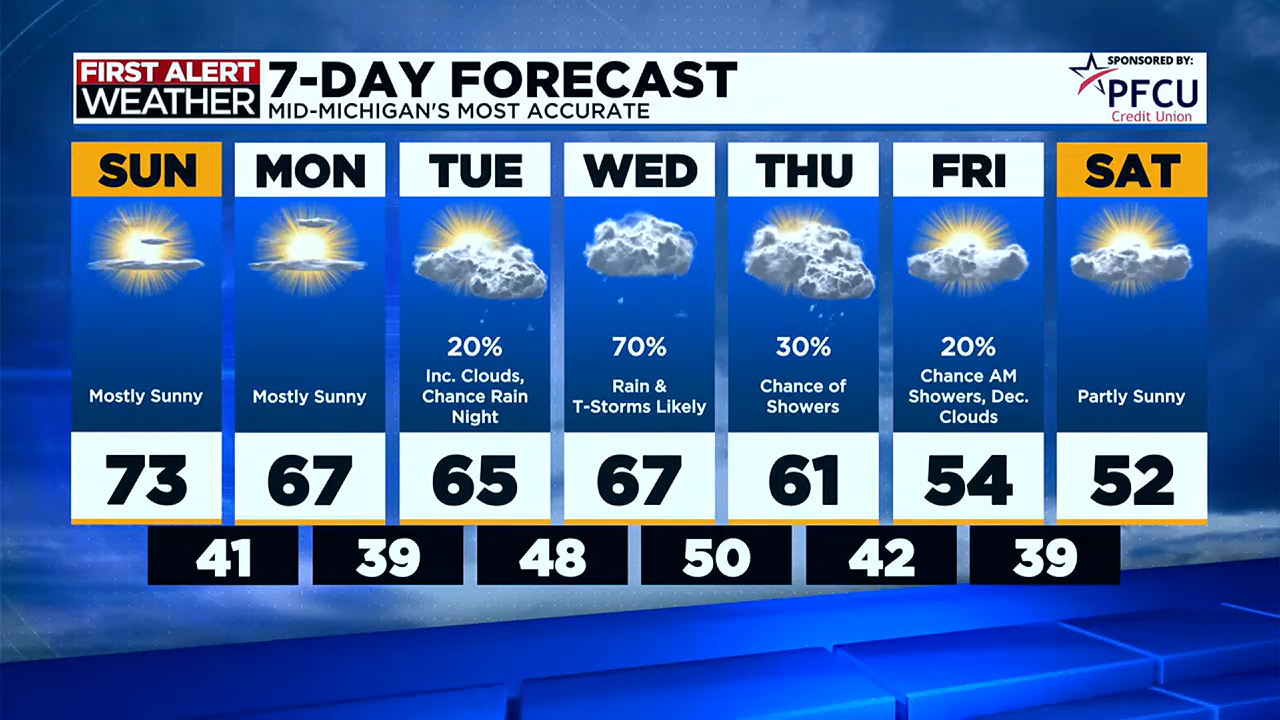 FIRST ALERT
WEATHER
7-DAY FORECAST
MID-MICHIGAN'S MOST ACCURATE
SPONSORED BY:
PFCU
Credit Union
SUN
Mostly Sunny
73
MON
Mostly Sunny
67
TUE
20%
Inc. Clouds,
Chance Rain
Night
65
WED
70%
Rain &
T-Storms Likely
67
THU
30%
Chance of
Showers
61
FRI
20%
Chance AM
Showers, Dec.
Clouds
54
SAT
Partly Sunny
52
41
39
48
50
42
39